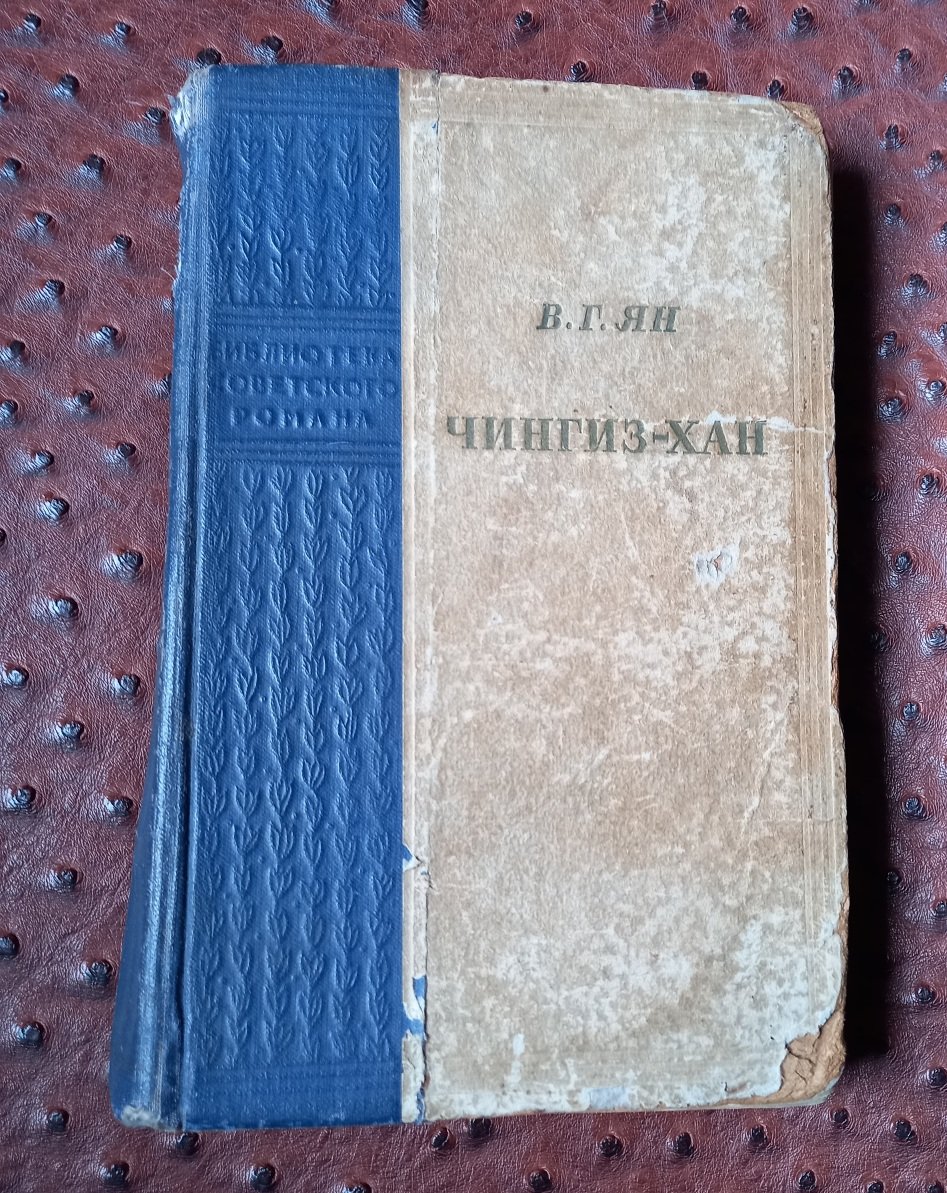 В. Г. ЯН
ЧИНГИЗ-ХАН
БИБЛИОТЕКА
СОВЕТСКОГО
РОМАНА